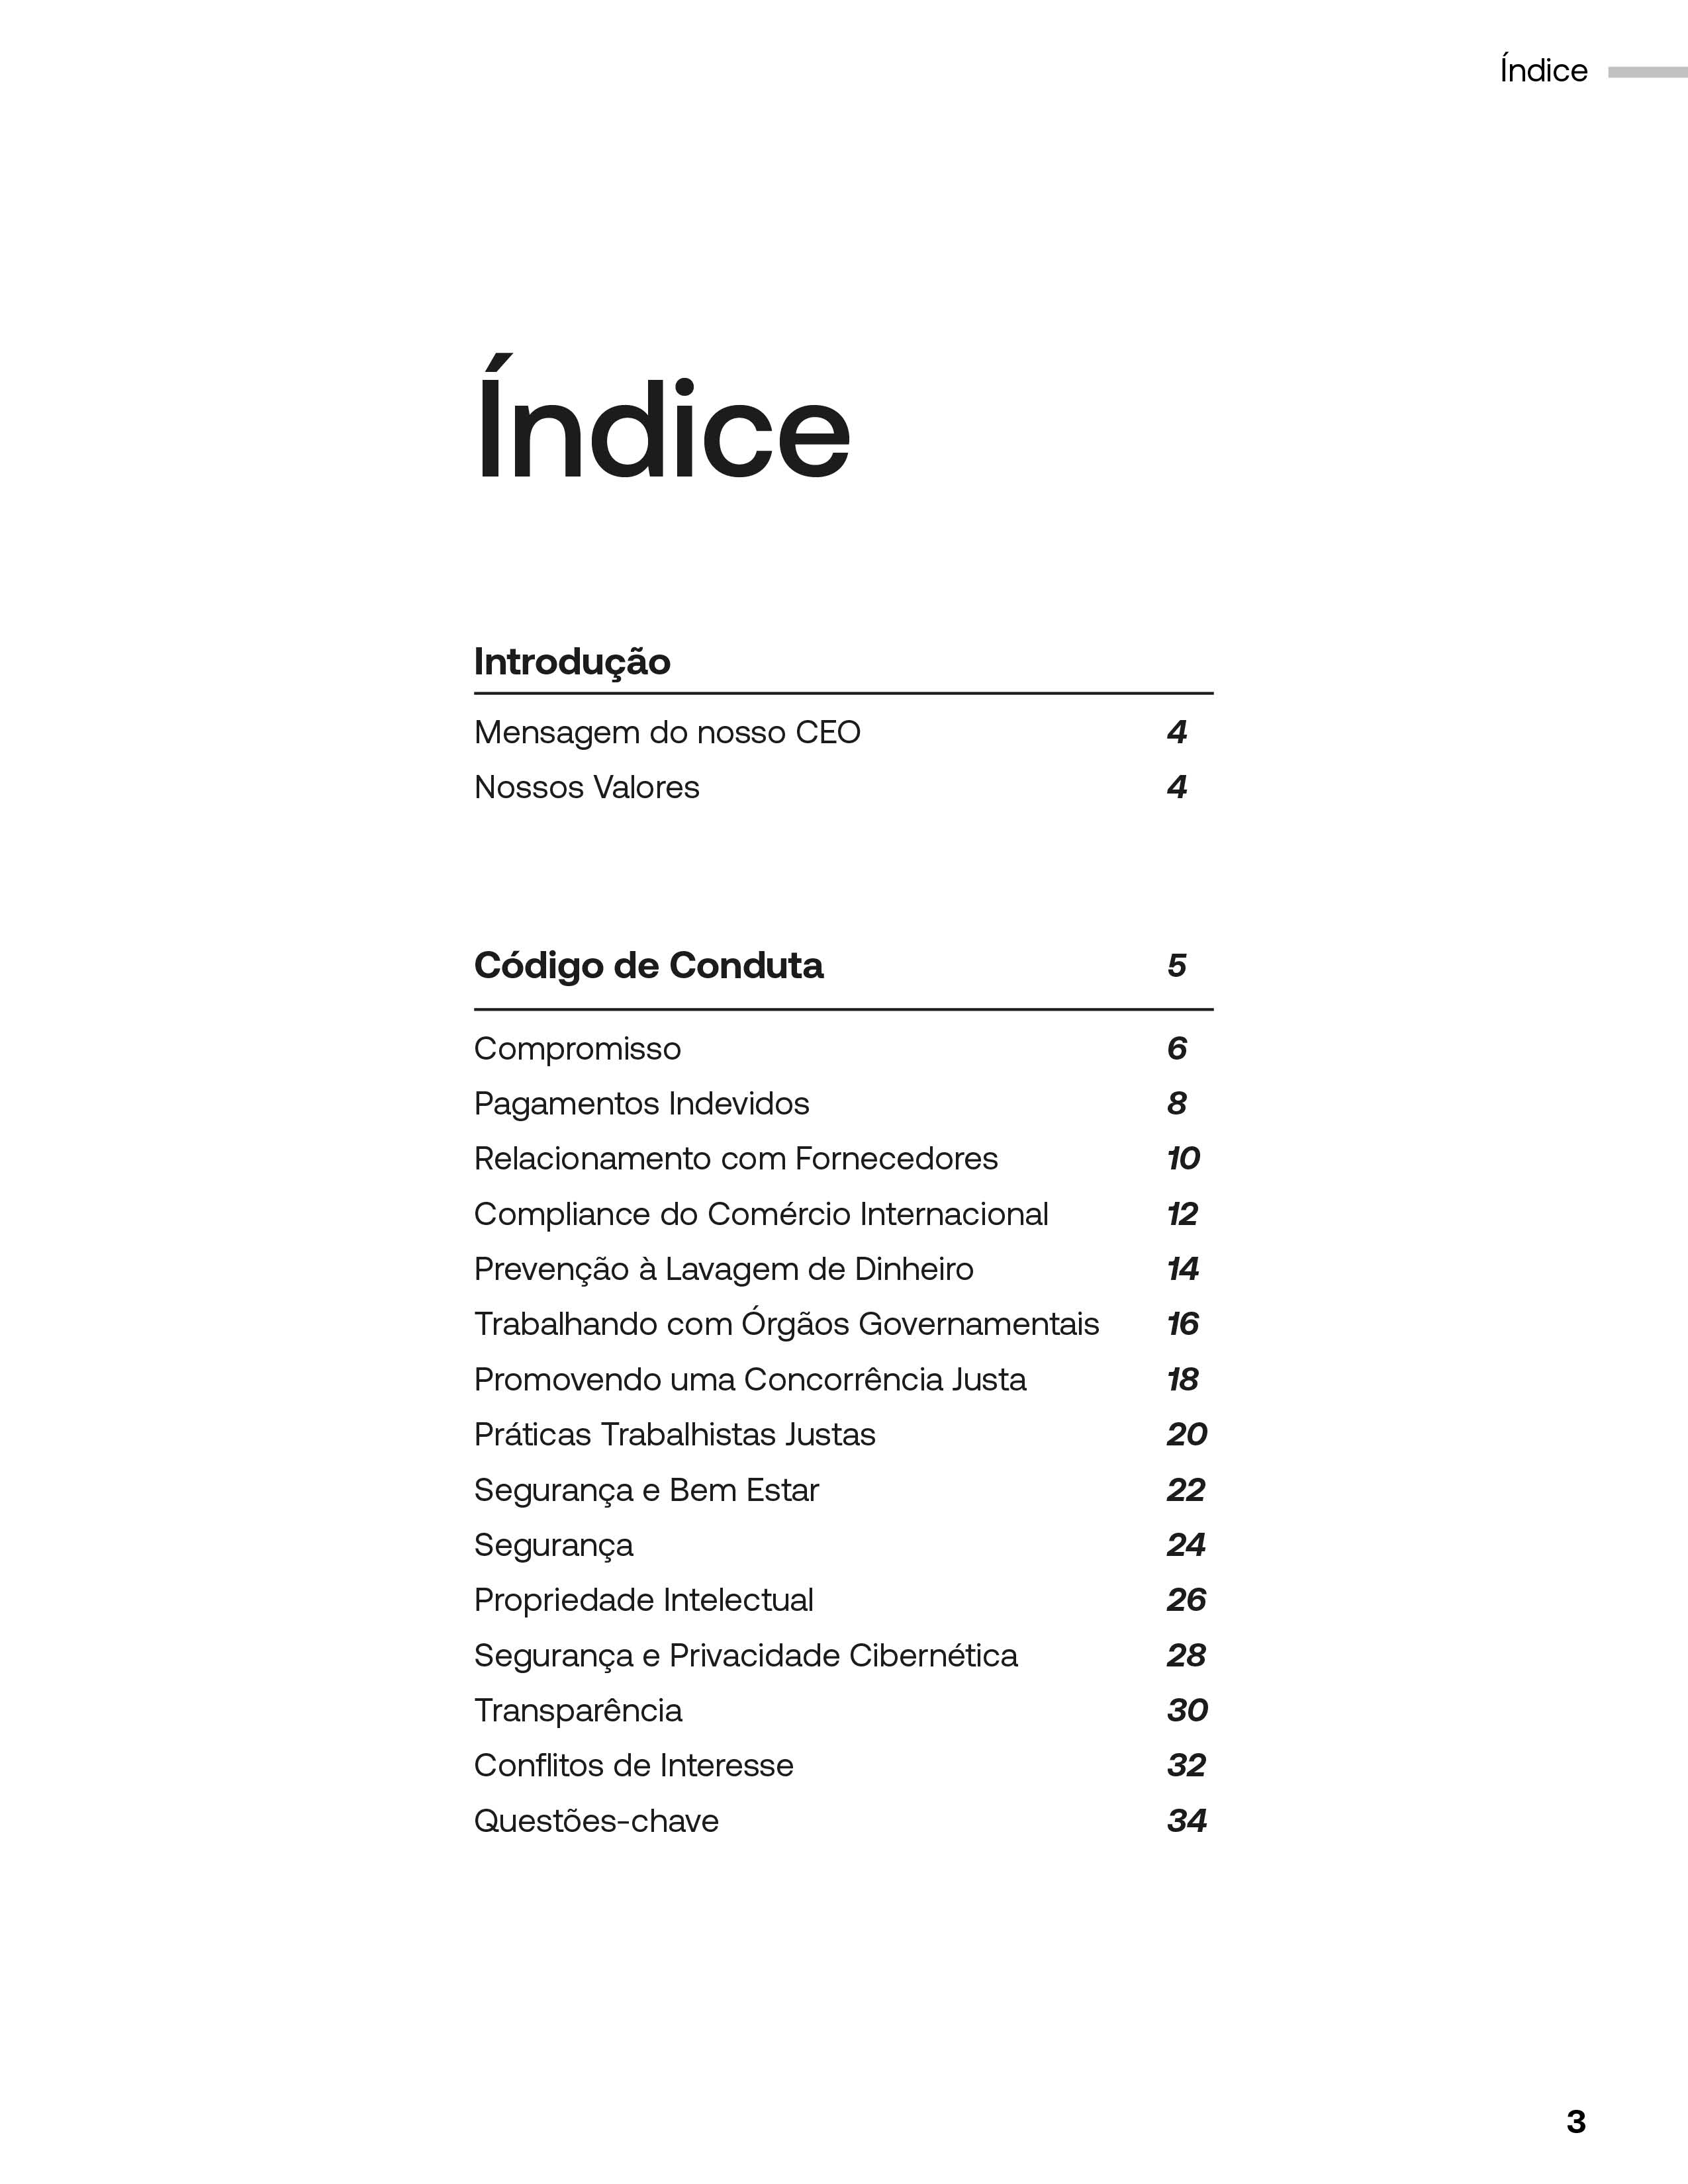 Índice
Índice
Introdução
Mensagem do nosso CEO 4
Nossos Valores 4
Código de Conduta 5
Compromisso 6
Pagamentos Indevidos 8
Relacionamento com Fornecedores 10
Compliance do Comércio Internacional 12
Prevenção à Lavagem de Dinheiro 14
Trabalhando com Órgãos Governamentais 16
Promovendo uma Concorrência Justa 18
Práticas Trabalhistas Justas 20
Segurança e Bem Estar 22
Segurança 24
Propriedade Intelectual 26
Segurança e Privacidade Cibernética 28
Transparência 30
Conflitos de Interesse 32
Questões-chave 34
3